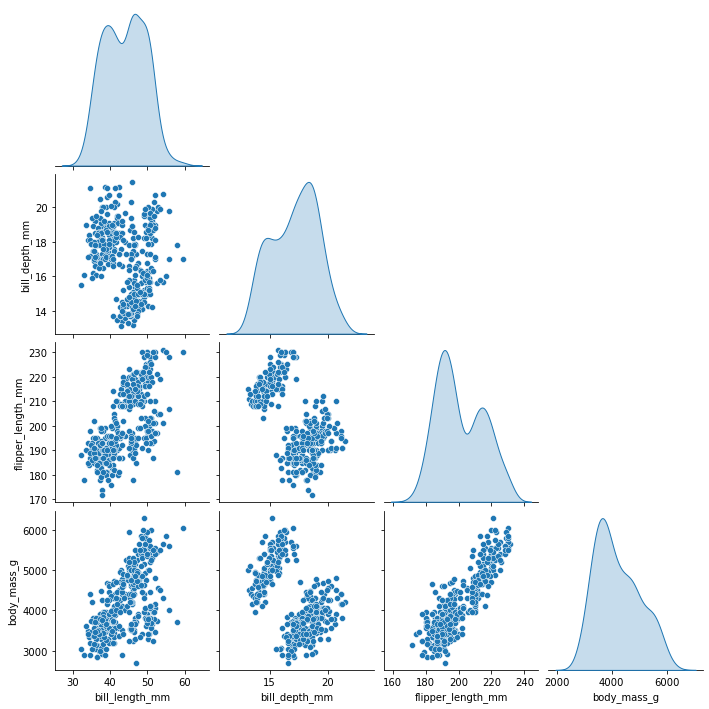 bill_depth_mm
20
18
16
14
flipper_length_mm
230
220
210
200
190
180
170
body_mass_g
6000
5000
4000
3000
30 40 50 60
15 20
160 180 200 220 240
2000 4000 6000
bill_length_mm
bill_depth_mm
flipper_length_mm
body_mass_g